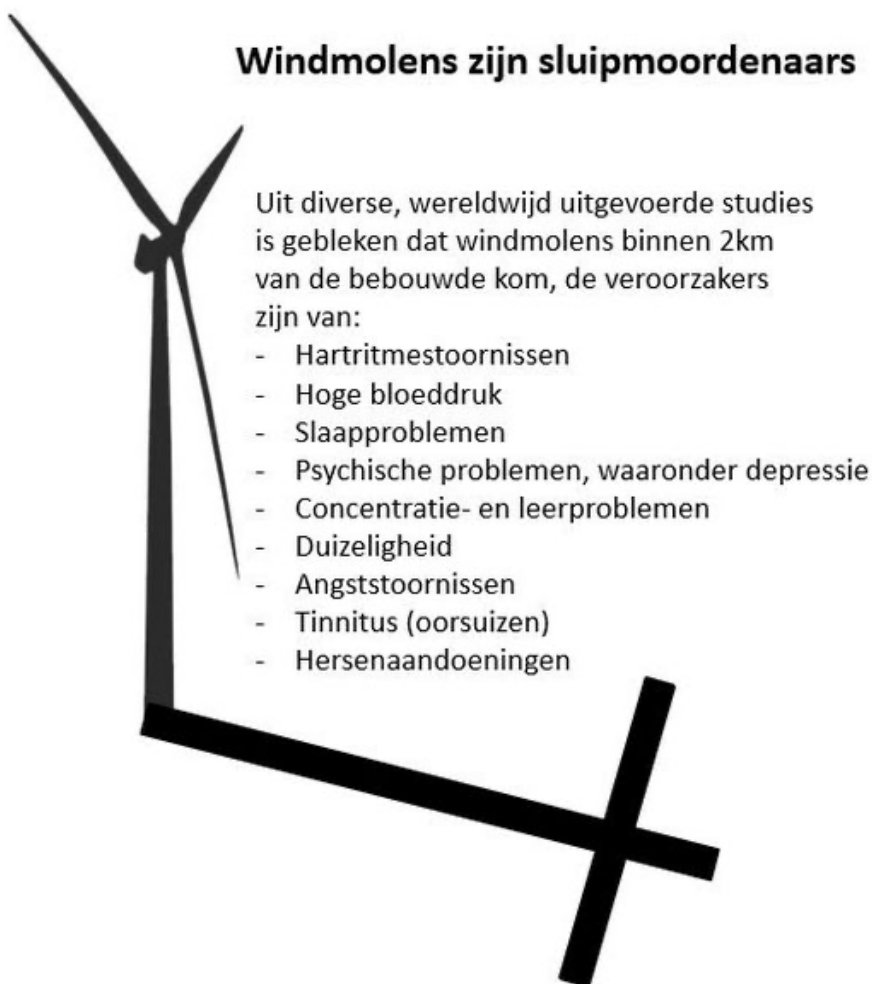 Windmolens zijn sluipmoordenaars
Uit diverse, wereldwijd uitgevoerde studies
is gebleken dat windmolens binnen 2km
van de bebouwde kom, de veroorzakers
zijn van:
- Hartritmestoornissen
- Hoge bloeddruk
- Slaapproblemen
- Psychische problemen, waaronder depressie
- Concentratie- en leerproblemen
- Duizeligheid
- Angststoornissen
- Tinnitus (oorsuizen)
- Hersenaandoeningen